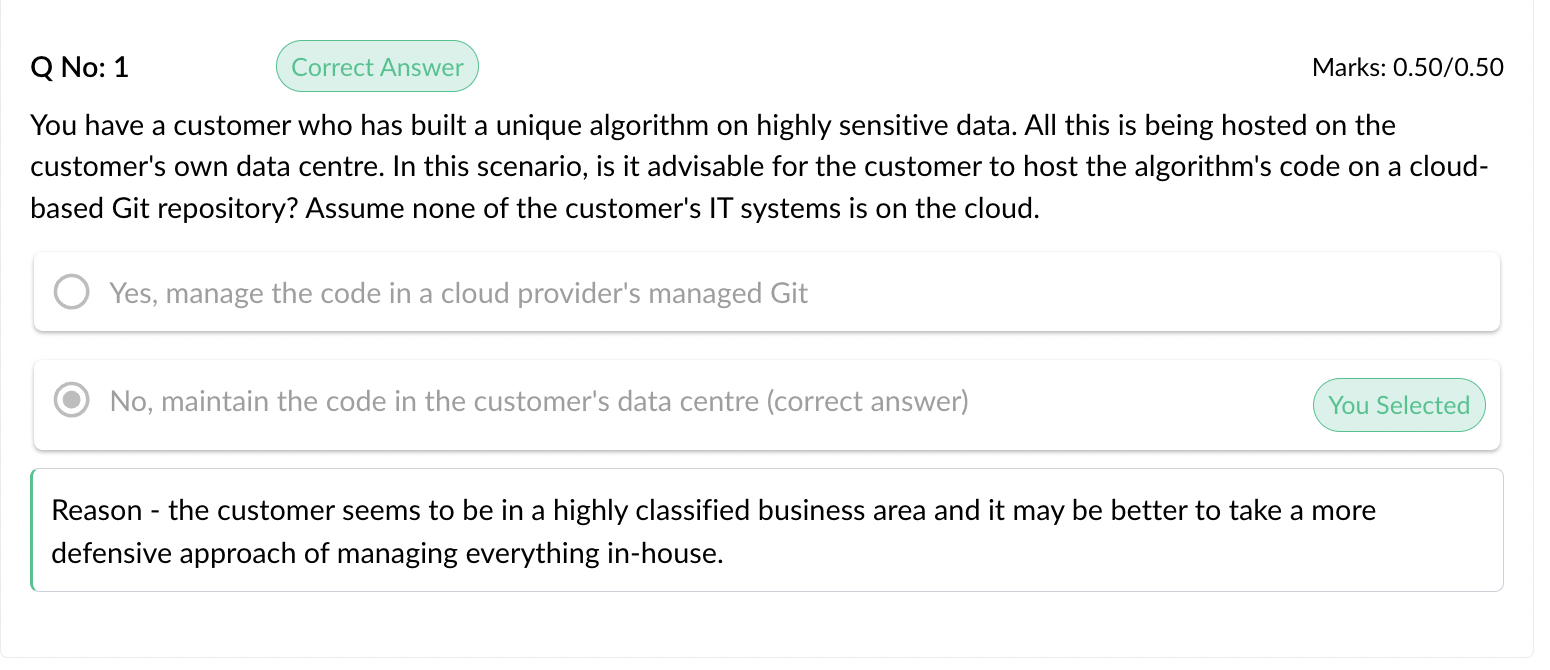 Q No: 1
Correct Answer
Marks: 0.50/0.50
You have a customer who has built a unique algorithm on highly sensitive data. All this is being hosted on the
customer's own data centre. In this scenario, is it advisable for the customer to host the algorithm's code on a cloud-
based Git repository? Assume none of the customer's IT systems is on the cloud.
Yes, manage the code in a cloud provider's managed Git
No, maintain the code in the customer's data centre (correct answer)
You Selected
Reason - the customer seems to be in a highly classified business area and it may be better to take a more
defensive approach of managing everything in-house.